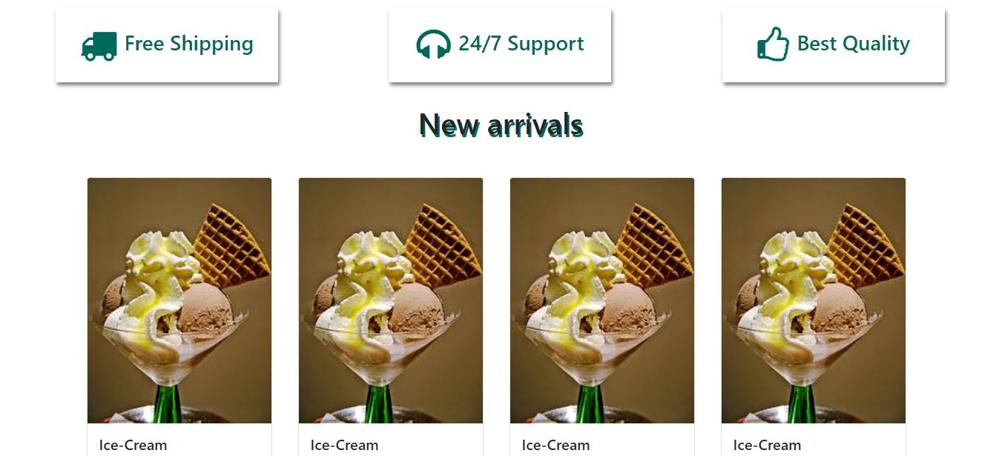 Free Shipping
24/7 Support
Best Quality
New arrivals
Ice-Cream
Ice-Cream
Ice-Cream
Ice-Cream